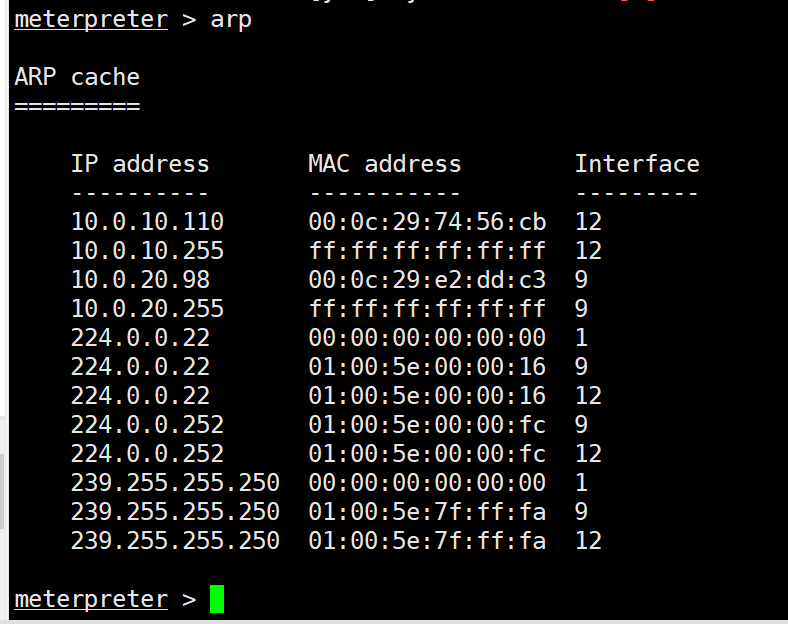 meterpreter > arp
ARP cache
=========
IP address MAC address Interface
---------- ----------- ---------
10.0.10.110 00:0c:29:74:56:cb 12
10.0.10.255 ff:ff:ff:ff:ff:ff 12
10.0.20.98 00:0c:29:e2:dd:c3 9
10.0.20.255 ff:ff:ff:ff:ff:ff 9
224.0.0.22 00:00:00:00:00:00 1
224.0.0.22 01:00:5e:00:00:16 9
224.0.0.22 01:00:5e:00:00:16 12
224.0.0.252 01:00:5e:00:00:fc 9
224.0.0.252 01:00:5e:00:00:fc 12
239.255.255.250 00:00:00:00:00:00 1
239.255.255.250 01:00:5e:7f:ff:fa 9
239.255.255.250 01:00:5e:7f:ff:fa 12
meterpreter >